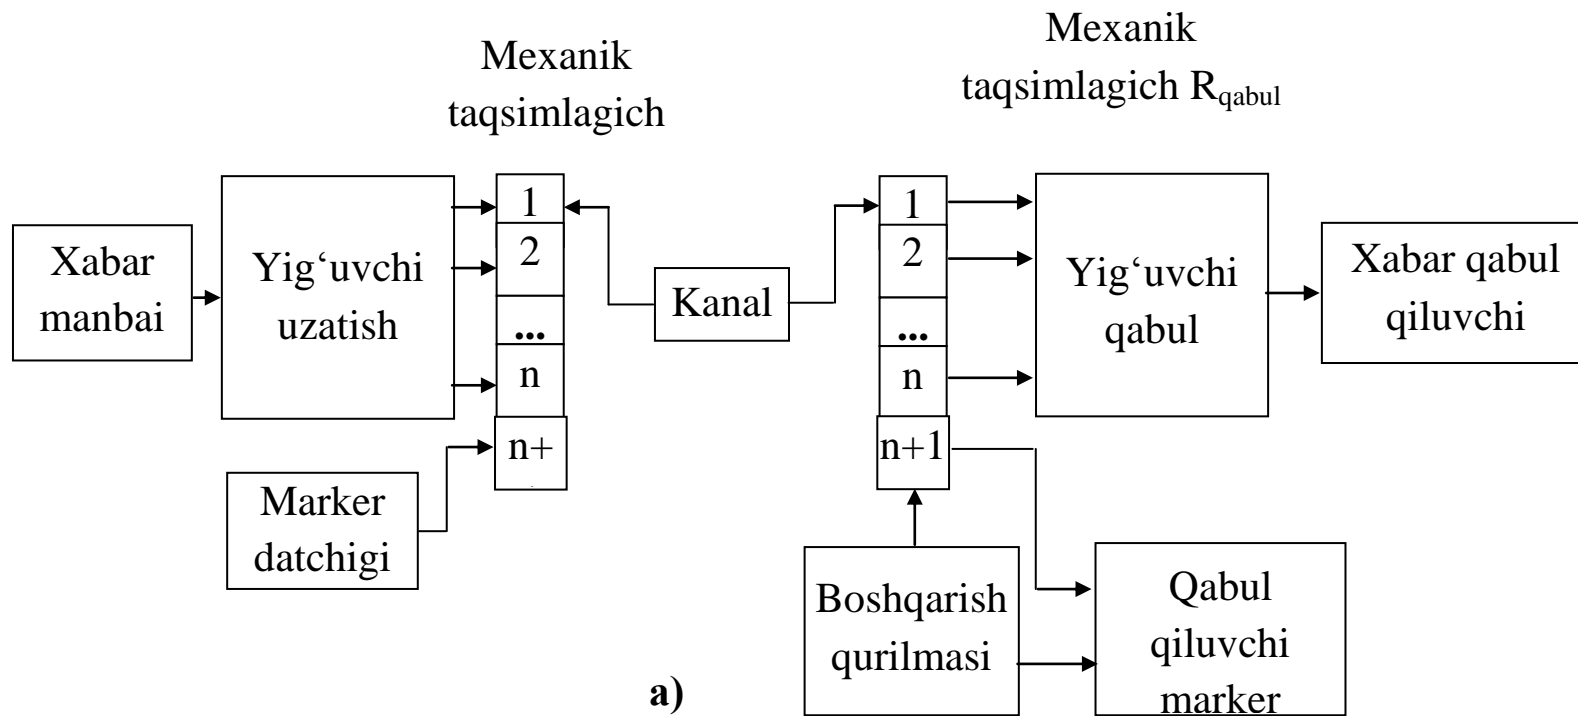 Mexanik
taqsimlagich
Mexanik
taqsimlagich R_qabul
Xabar
manbai
Yig‘uvchi
uzatish
1
2
...
n
n+
Marker
datchigi
Kanal
1
2
...
n
n+1
Yig‘uvchi
qabul
Xabar qabul
qiluvchi
Boshqarish
qurilmasi
Qabul
qiluvchi
marker
a)